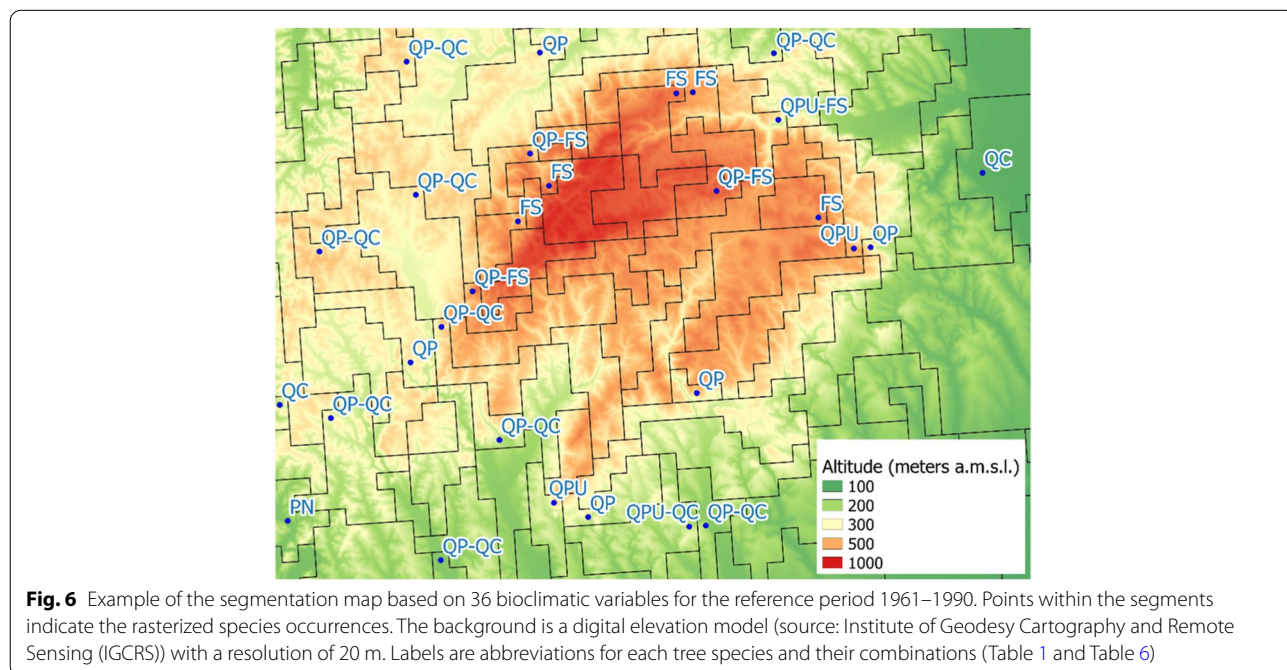 QP-QC
QP
QP-QC
FS FS
QPU-FS
QP-FS
QC
FS
QP-FS
QP-QC
FS
FS
QPU QP
QP-QC
QP-FS
QP-QC
QP
QP
QC
QP-QC
QP-QC
Altitude (meters a.m.s.l.)
100
200
300
500
1000
QPU
QP
PN
QPU-QC QP-QC
QP-QC
Fig. 6 Example of the segmentation map based on 36 bioclimatic variables for the reference period 1961–1990. Points within the segments
indicate the rasterized species occurrences. The background is a digital elevation model (source: Institute of Geodesy Cartography and Remote
Sensing (IGCRS)) with a resolution of 20 m. Labels are abbreviations for each tree species and their combinations (Table 1 and Table 6)